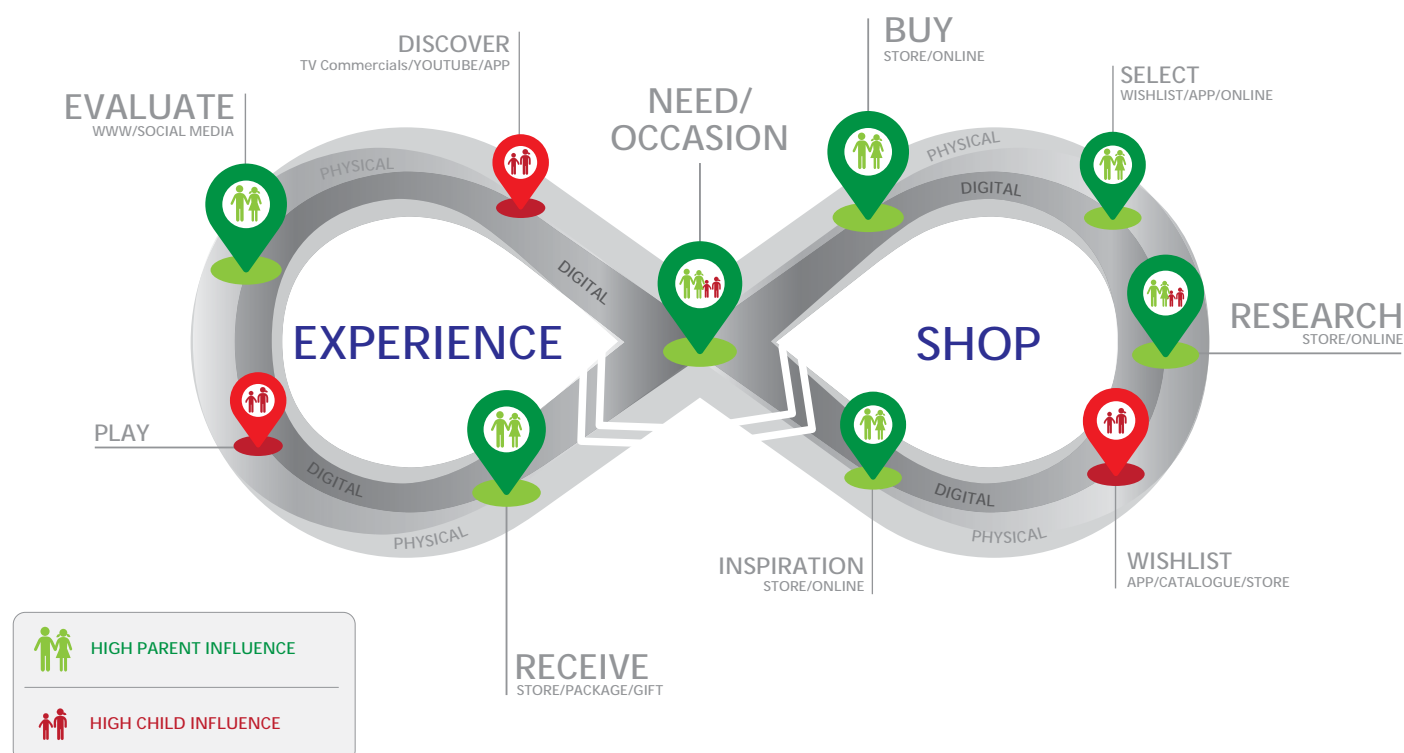 BUY
STORE/ONLINE
DISCOVER
TV Commercials/YOUTUBE/APP
SELECT
WISHLIST/APP/ONLINE
EVALUATE
WWW/SOCIAL MEDIA
NEED/
OCCASION
PHYSICAL
PHYSICAL
DIGITAL
DIGITAL
EXPERIENCE
SHOP
RESEARCH
STORE/ONLINE
PLAY
DIGITAL
DIGITAL
PHYSICAL
PHYSICAL
INSPIRATION
STORE/ONLINE
WISHLIST
APP/CATALOGUE/STORE
RECEIVE
STORE/PACKAGE/GIFT
HIGH PARENT INFLUENCE
HIGH CHILD INFLUENCE